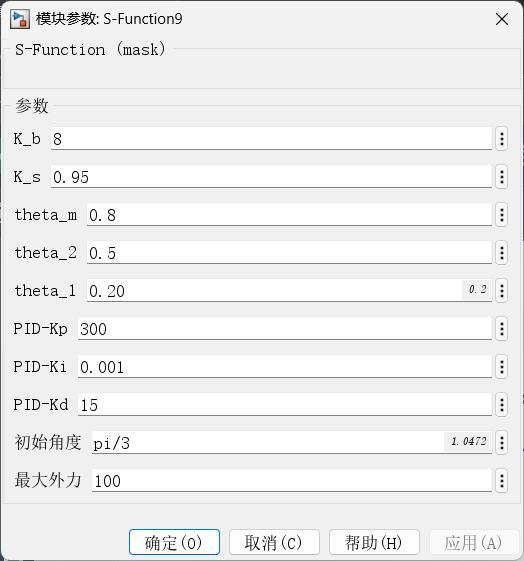 模块参数: S-Function9
S-Function (mask)
参数
K_b 8
K_s 0.95
theta_m 0.8
theta_2 0.5
theta_1 0.20 0.2
PID-Kp 300
PID-Ki 0.001
PID-Kd 15
初始角度 pi/3 1.0472
最大外力 100
确定(O) 取消(C) 帮助(H) 应用(A)